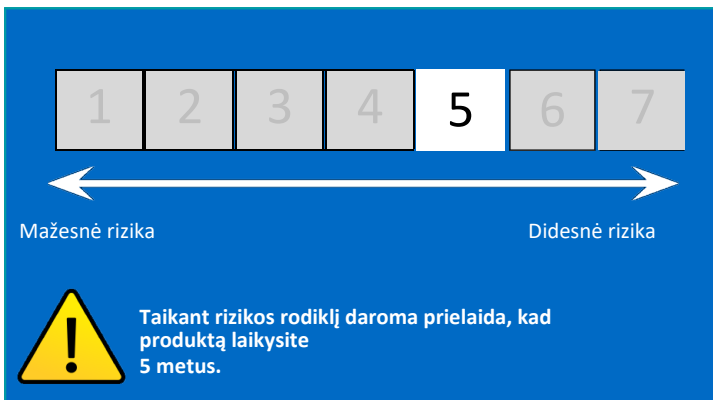 1 2 3 4 5 6 7
Mažesnė rizika Didesnė rizika
Taikant rizikos rodiklį daroma prielaida, kad
produktą laikysite
5 metus.